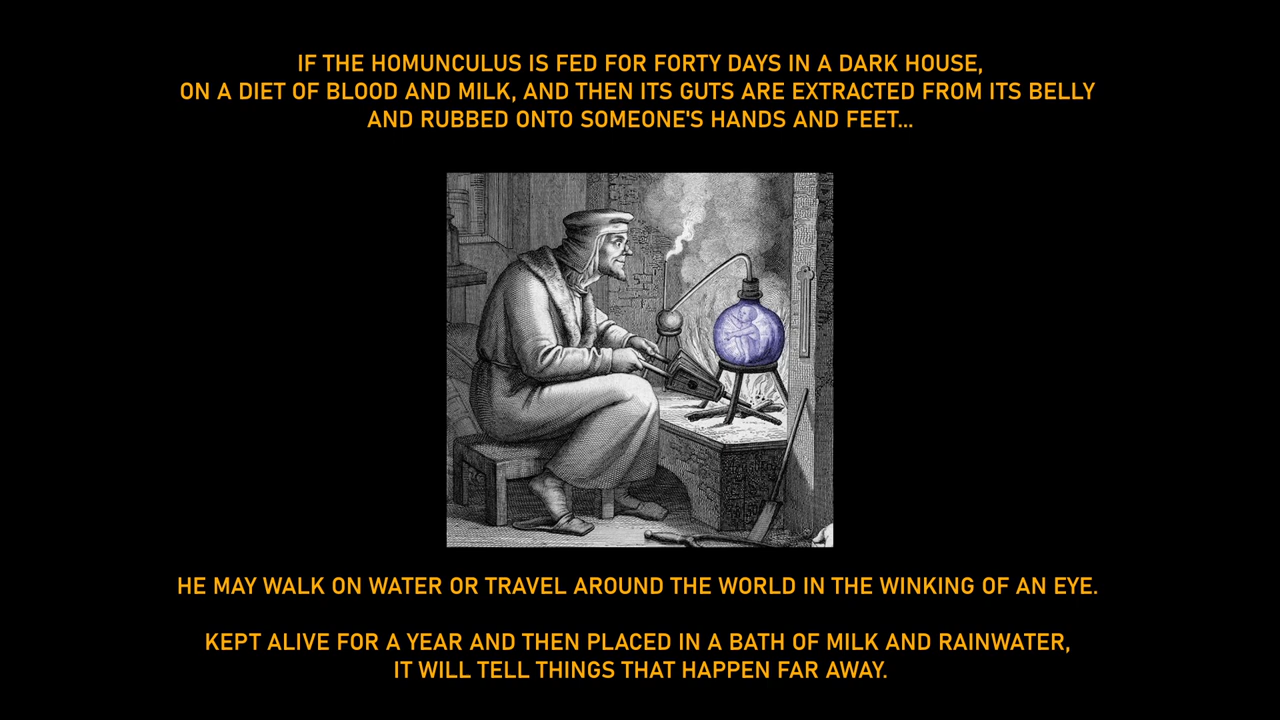 IF THE HOMUNCULUS IS FED FOR FORTY DAYS IN A DARK HOUSE,
ON A DIET OF BLOOD AND MILK, AND THEN ITS GUTS ARE EXTRACTED FROM ITS BELLY
AND RUBBED ONTO SOMEONE'S HANDS AND FEET...
HE MAY WALK ON WATER OR TRAVEL AROUND THE WORLD IN THE WINKING OF AN EYE.
KEPT ALIVE FOR A YEAR AND THEN PLACED IN A BATH OF MILK AND RAINWATER,
IT WILL TELL THINGS THAT HAPPEN FAR AWAY.